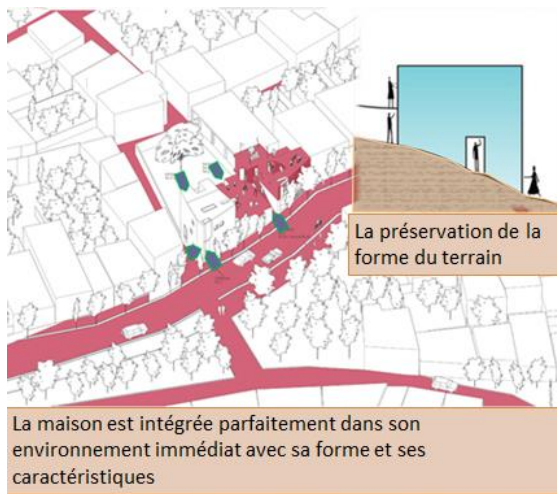 La préservation de la
forme du terrain
La maison est intégrée parfaitement dans son
environnement immédiat avec sa forme et ses
caractéristiques